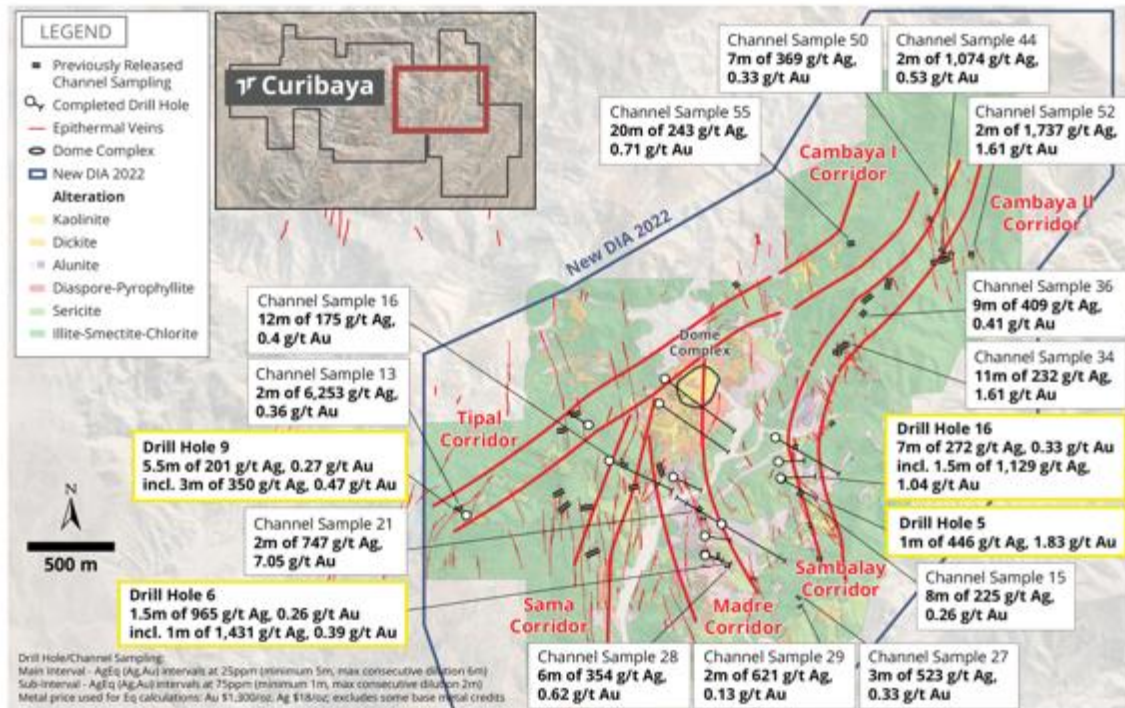 LEGEND
Previously Released
Channel Sampling
Completed Drill Hole
Epithermal Veins
Dome Complex
New DIA 2022
Alteration
Kaolinite
Dickite
Alunite
Diaspore-Pyrophyllite
Sericite
Illite-Smectite-Chlorite
Curibaya
Channel Sample 50
7m of 369 g/t Ag,
0.33 g/t Au
Channel Sample 44
2m of 1,074 g/t Ag,
0.53 g/t Au
Channel Sample 55
20m of 243 g/t Ag,
0.71 g/t Au
Channel Sample 52
2m of 1,737 g/t Ag,
1.61 g/t Au
Cambaya I
Corridor
Cambaya II
Corridor
New DIA 2022
Channel Sample 36
9m of 409 g/t Ag,
0.41 g/t Au
Channel Sample 16
12m of 175 g/t Ag,
0.4 g/t Au
Dome
Complex
Channel Sample 34
11m of 232 g/t Ag,
1.61 g/t Au
Channel Sample 13
2m of 6,253 g/t Ag,
0.36 g/t Au
Tipal
Corridor
Drill Hole 9
5.5m of 201 g/t Ag, 0.27 g/t Au
incl. 3m of 350 g/t Ag, 0.47 g/t Au
Drill Hole 16
7m of 272 g/t Ag, 0.33 g/t Au
incl. 1.5m of 1,129 g/t Ag,
1.04 g/t Au
N
500 m
Channel Sample 21
2m of 747 g/t Ag,
7.05 g/t Au
Drill Hole 5
1m of 446 g/t Ag, 1.83 g/t Au
Drill Hole 6
1.5m of 965 g/t Ag, 0.26 g/t Au
incl. 1m of 1,431 g/t Ag, 0.39 g/t Au
Sambalay
Corridor
Channel Sample 15
8m of 225 g/t Ag,
0.26 g/t Au
Sama
Corridor
Madre
Corridor
Channel Sample 28
6m of 354 g/t Ag,
0.62 g/t Au
Channel Sample 29
2m of 621 g/t Ag,
0.13 g/t Au
Channel Sample 27
3m of 523 g/t Ag,
0.33 g/t Au
Drill Hole/Channel Sampling:
Main Interval - AgEq (Ag,Au) intervals at 25ppm (minimum 5m, max consecutive dilution 6m)
Sub-Interval - AgEq (Ag,Au) intervals at 75ppm (minimum 1m, max consecutive dilution 2m)
Metal price used for Eq calculations: Au $1,300/oz, Ag $18/oz; excludes some base metal credits